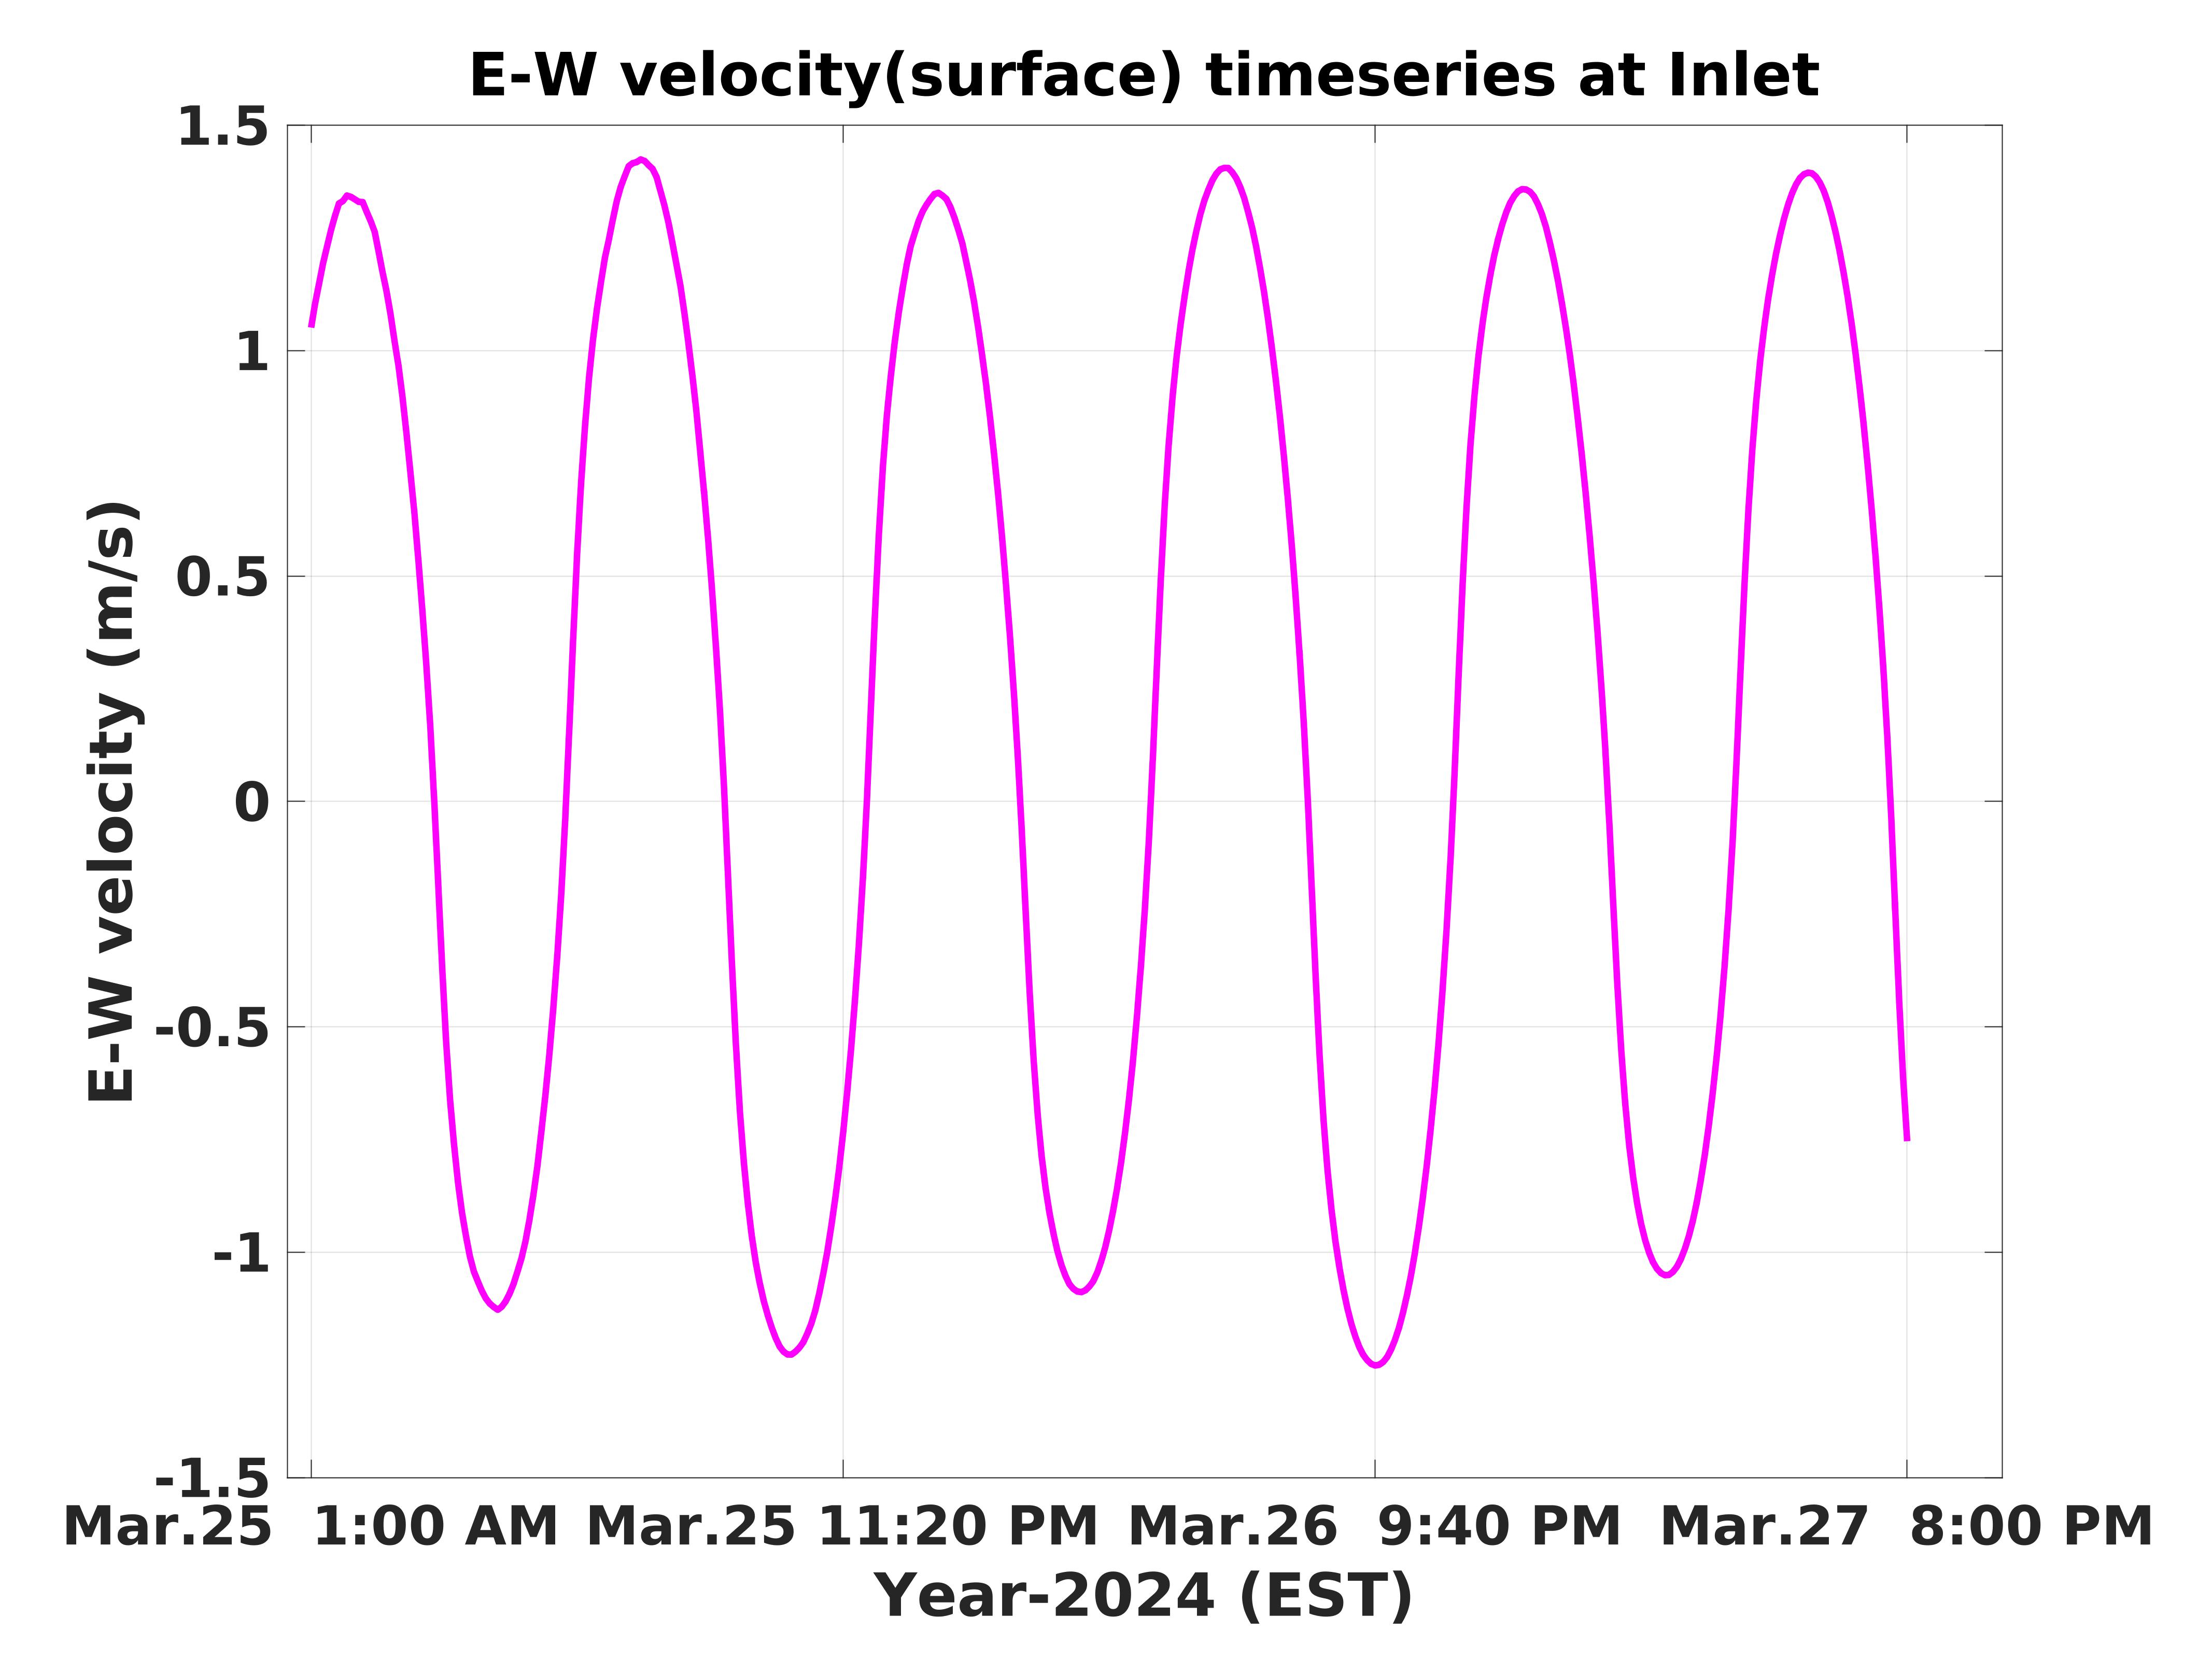 E-W velocity(surface) timeseries at Inlet
E-W velocity (m/s)
1.5
1
0.5
0
-0.5
-1
-1.5
Mar.25 1:00 AM Mar.25 11:20 PM Mar.26 9:40 PM Mar.27 8:00 PM
Year-2024 (EST)